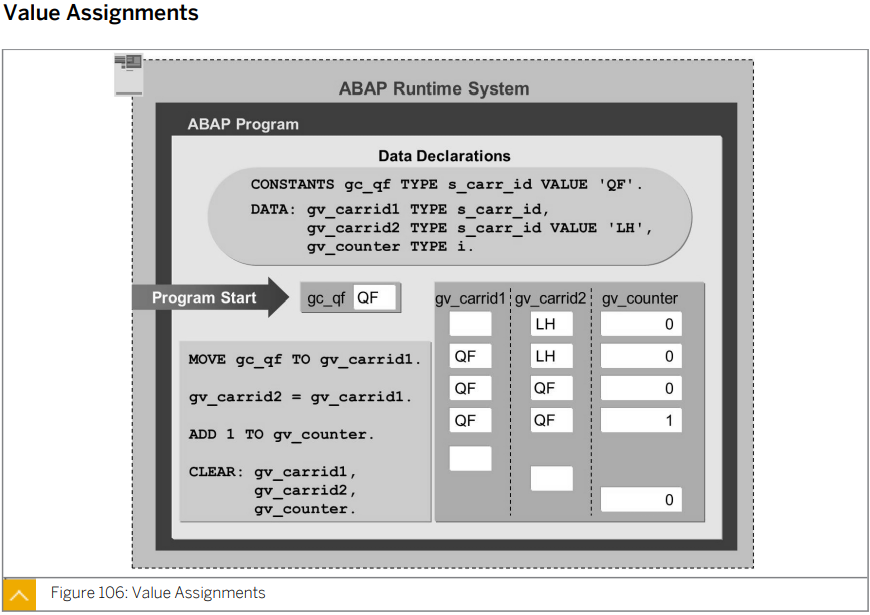 Value Assignments
ABAP Runtime System
ABAP Program
Data Declarations
CONSTANTS gc_qf TYPE s_carr_id VALUE 'QF'.
DATA: gv_carrid1 TYPE s_carr_id,
gv_carrid2 TYPE s_carr_id VALUE 'LH',
gv_counter TYPE i.
Program Start
gc_qf QF
gv_carrid1 gv_carrid2 gv_counter
LH 0
MOVE gc_qf TO gv_carrid1.
QF LH 0
gv_carrid2 = gv_carrid1.
QF QF 0
ADD 1 TO gv_counter.
QF QF 1
CLEAR: gv_carrid1,
gv_carrid2,
gv_counter.
0
Figure 106: Value Assignments